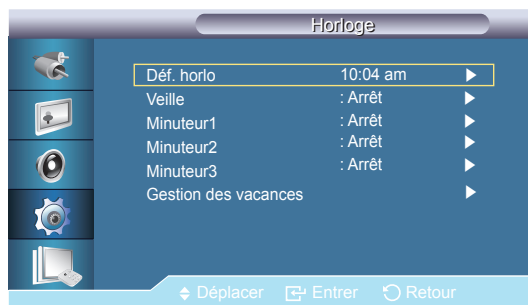 Horloge
Déf. horlo 10:04 am
Veille : Arrêt
Minuteur1 : Arrêt
Minuteur2 : Arrêt
Minuteur3 : Arrêt
Gestion des vacances
Déplacer Entrer Retour